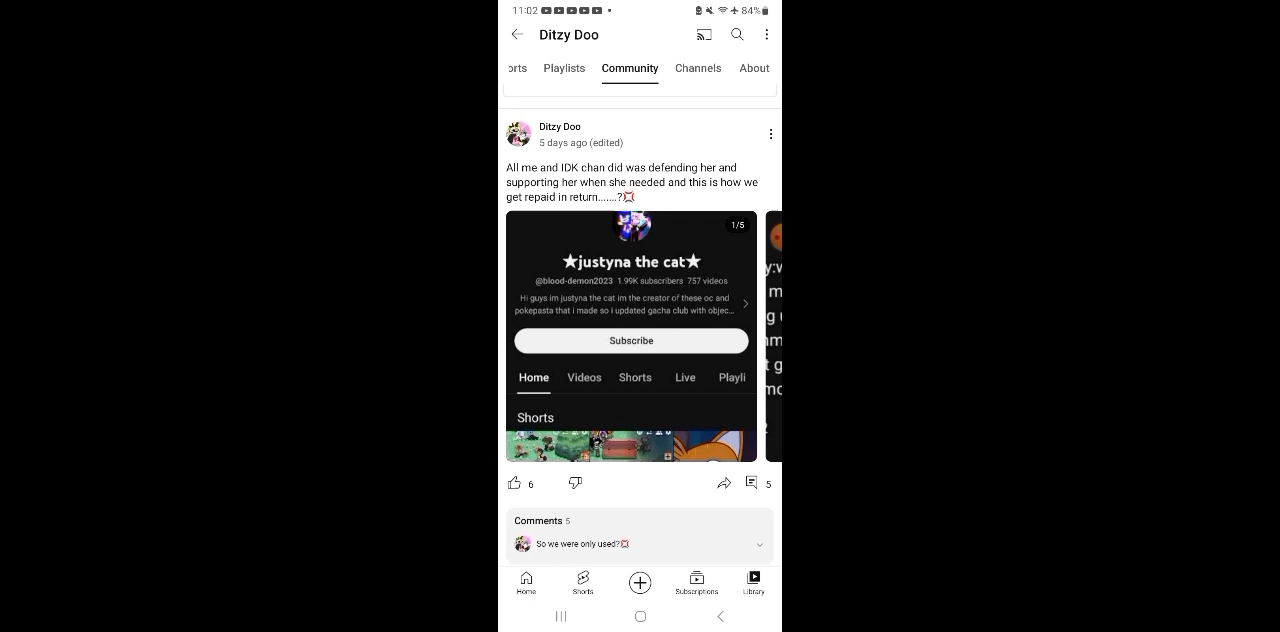 11:02
84%
Ditzy Doo
orts Playlists Community Channels About
Ditzy Doo
5 days ago (edited)
All me and IDK chan did was defending her and
supporting her when she needed and this is how we
get repaid in return.......?💢
1/5
★justyna the cat★
@blood-demon2023 1.99K subscribers 757 videos
Hi guys im justyna the cat im the creator of these oc and
pokepasta that i made so i updated gacha club with objec...
Subscribe
Home Videos Shorts Live Playli
Shorts
6
5
Comments 5
So we were only used?💢
Home Shorts Subscriptions Library